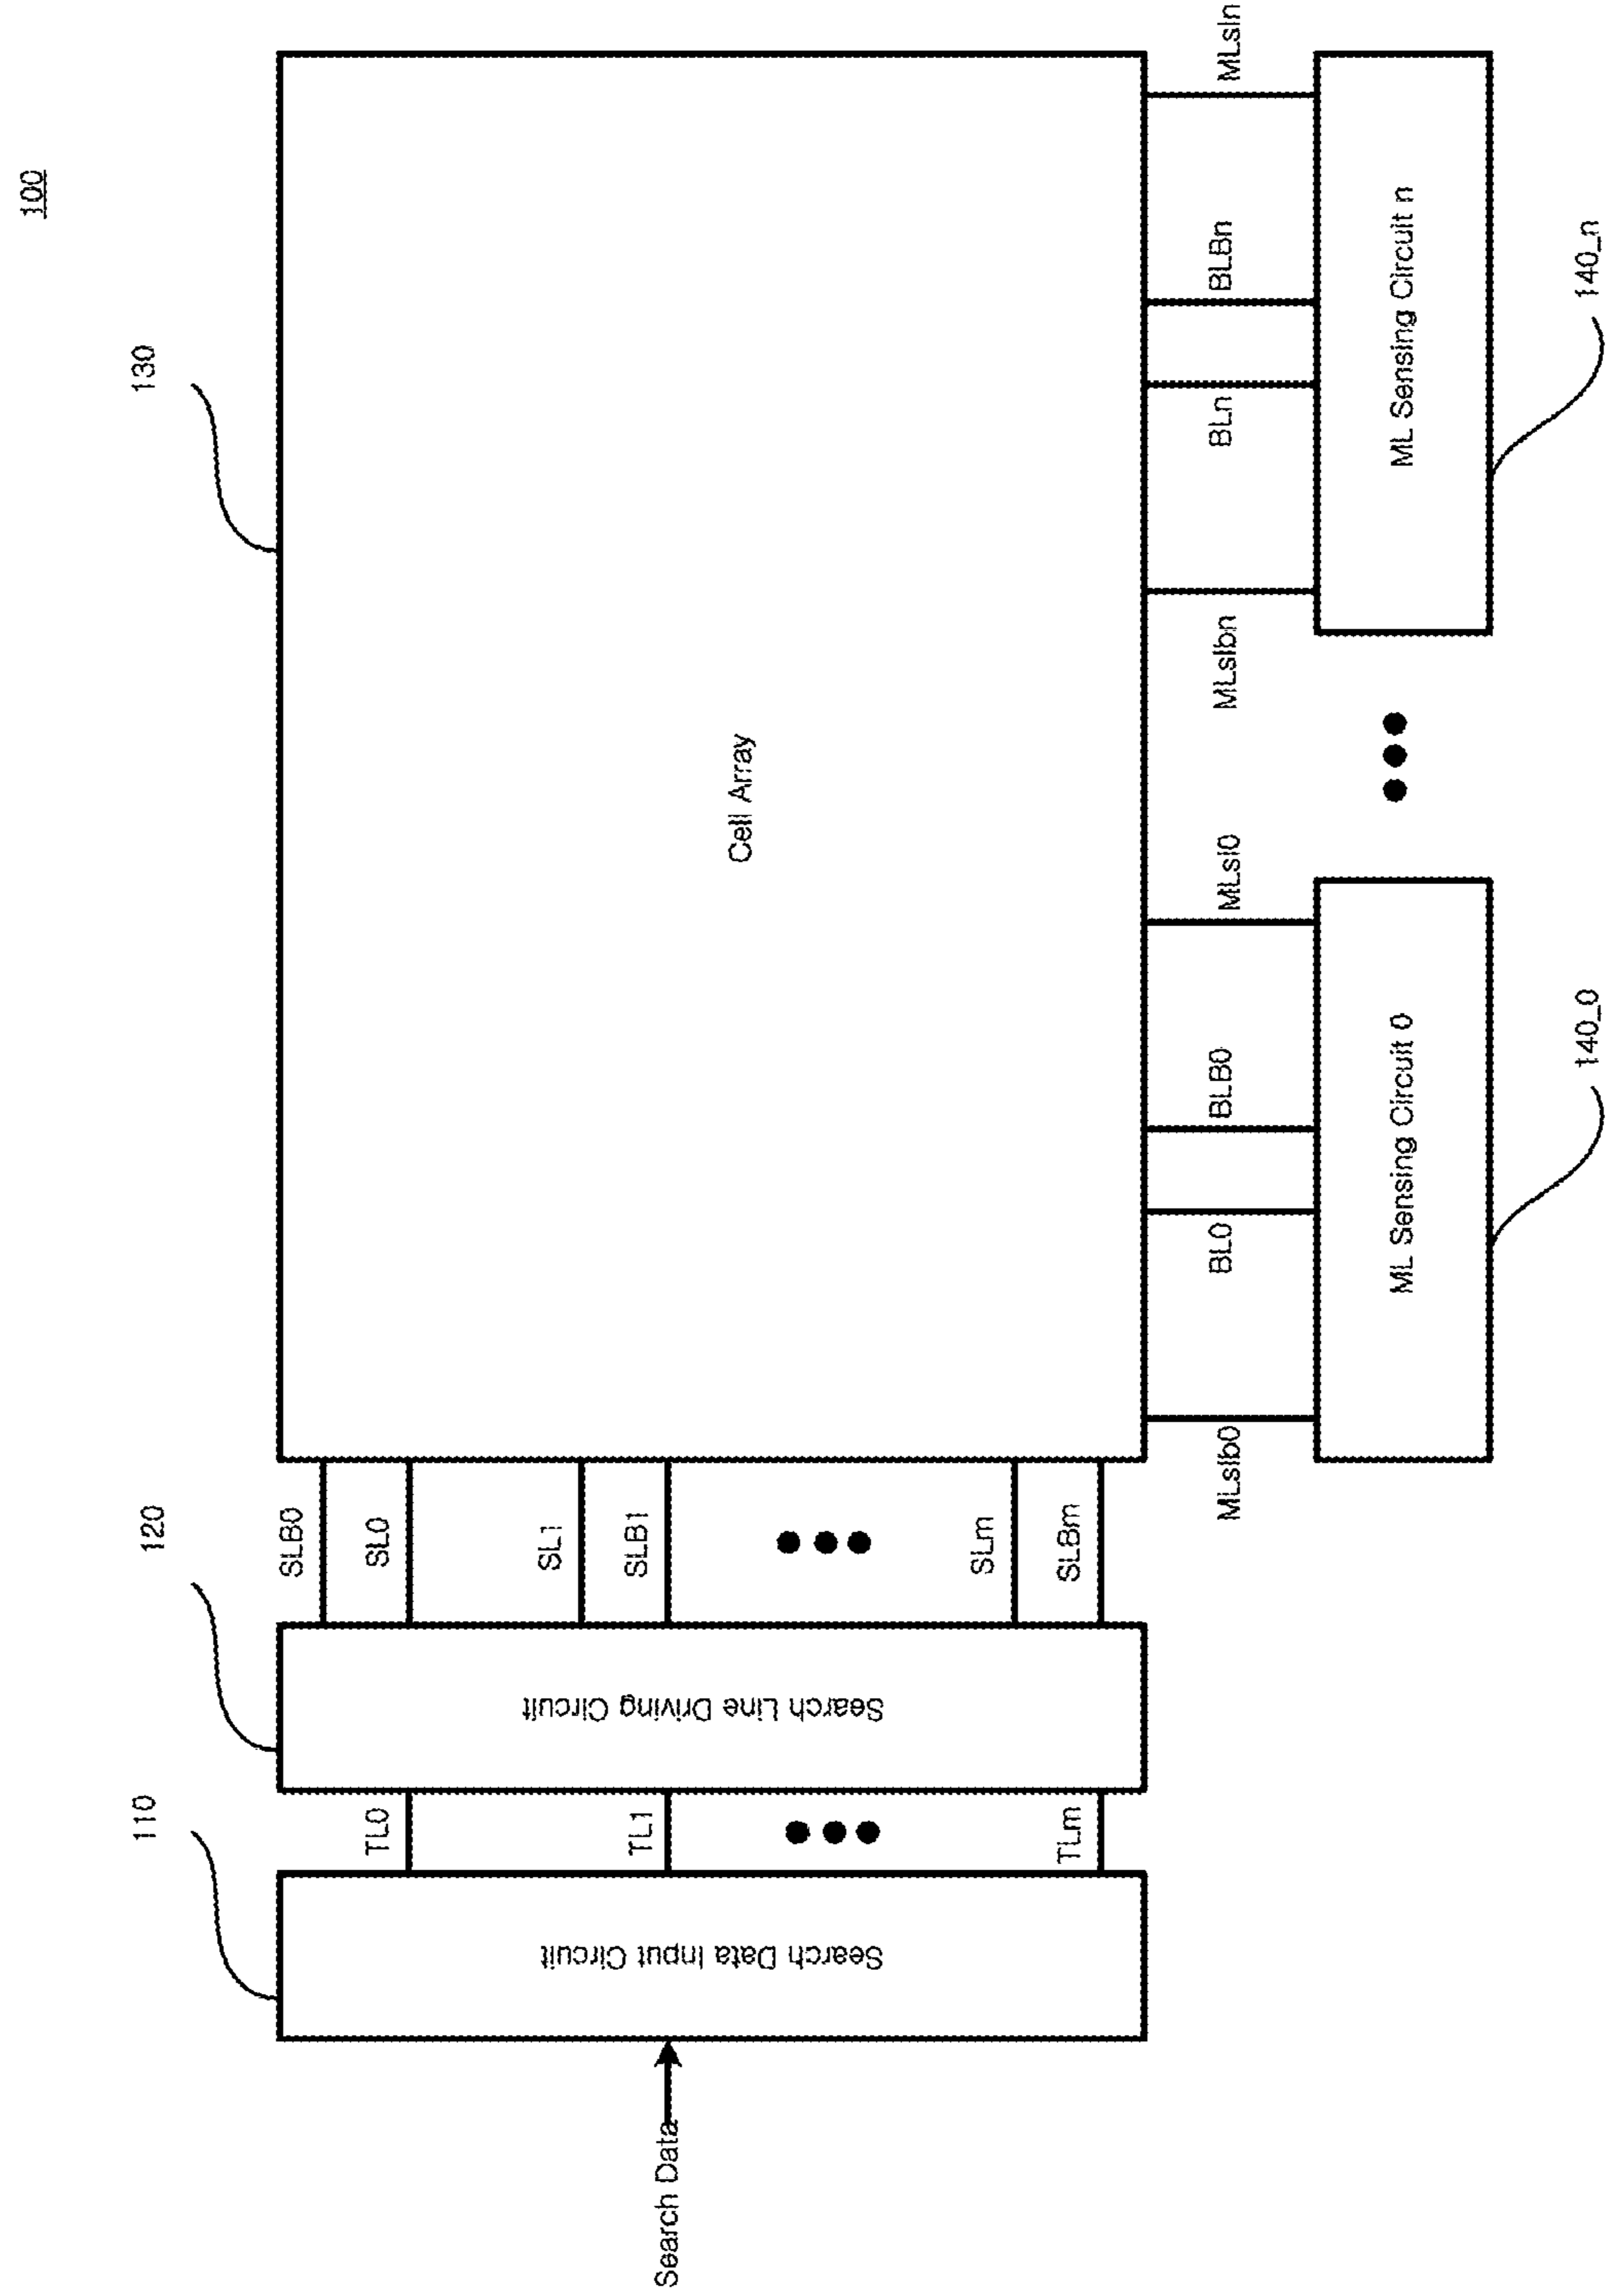 100
110
120
130
Search Data
Search Data Input Circuit
TL0
TL1
TLm
Search Line Driving Circuit
SLB0
SL0
SL1
SLB1
SLm
SLBm
Cell Array
MLslb0
BL0
BLB0
MLsl0
MLslbn
BLn
BLBn
MLsln
ML Sensing Circuit 0
ML Sensing Circuit n
140_0
140_n